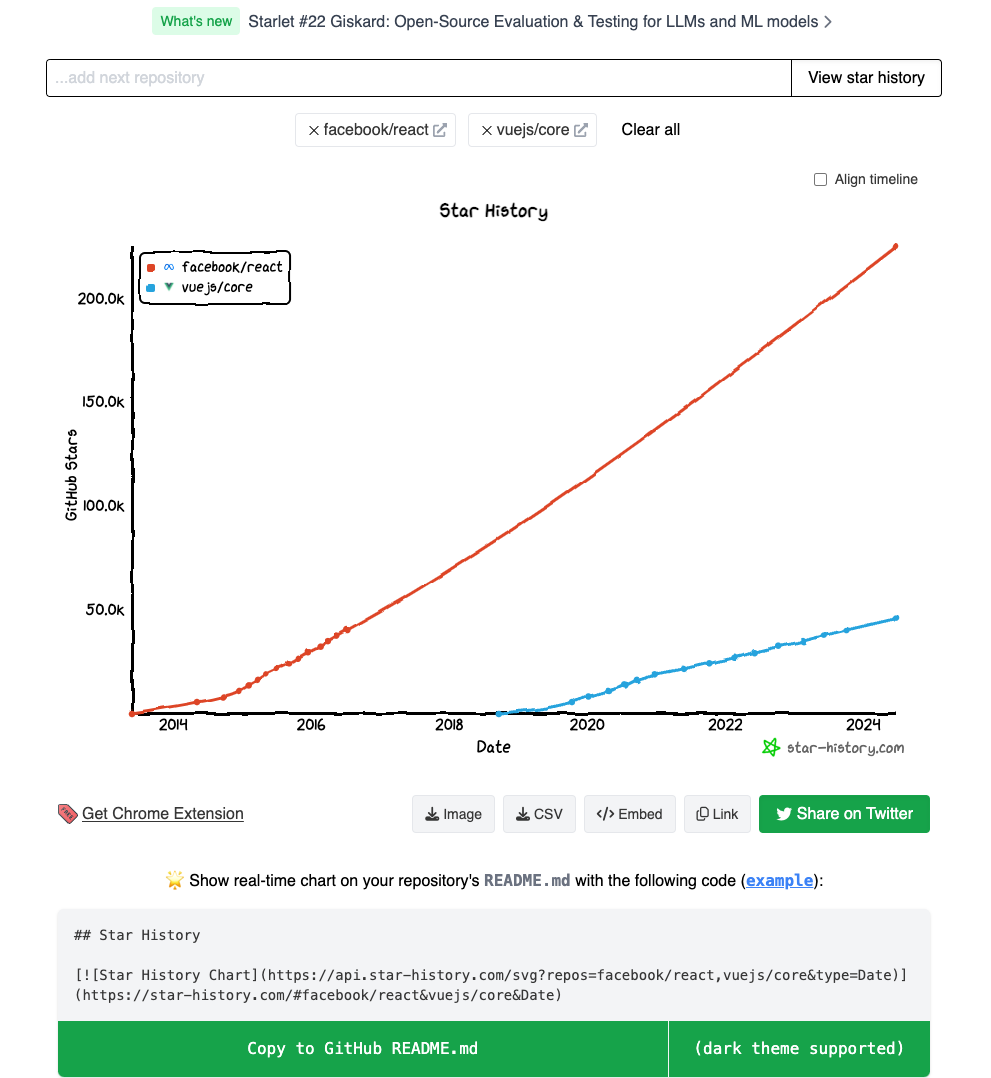 What's new Starlet #22 Giskard: Open-Source Evaluation & Testing for LLMs and ML models
...add next repository View star history
facebook/react vuejs/core Clear all
Align timeline
Star History
facebook/react
vuejs/core
200.0k
150.0k
100.0k
50.0k
GitHub Stars
2014 2016 2018 2020 2022 2024
Date
star-history.com
FREE Get Chrome Extension Image CSV Embed Link Share on Twitter
Show real-time chart on your repository's README.md with the following code (example):
## Star History
[![Star History Chart](https://api.star-history.com/svg?repos=facebook/react,vuejs/core&type=Date)]
(https://star-history.com/#facebook/react&vuejs/core&Date)
Copy to GitHub README.md (dark theme supported)